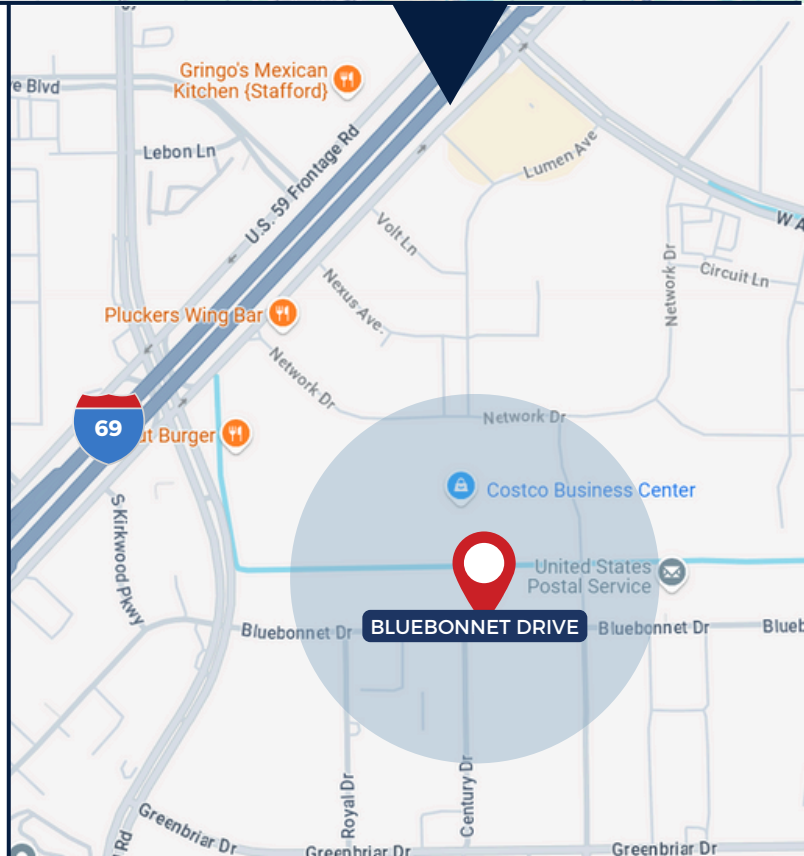 Gringo's Mexican
Kitchen {Stafford}
e Blvd
Lebon Ln
U.S. 59 Frontage Rd
Lumen Ave
Volt Ln
W A
Circuit Ln
Network Dr
Nexus Ave.
Pluckers Wing Bar
Network Dr
Network Dr
69
ut Burger
Costco Business Center
S Kirkwood Pkwy
United States
Postal Service
Bluebonnet Dr
BLUEBONNET DRIVE
Bluebonnet Dr
Blueb
Royal Dr
Century Dr
Greenbriar Dr
Rd
Greenbriar Dr
Greenbriar Dr